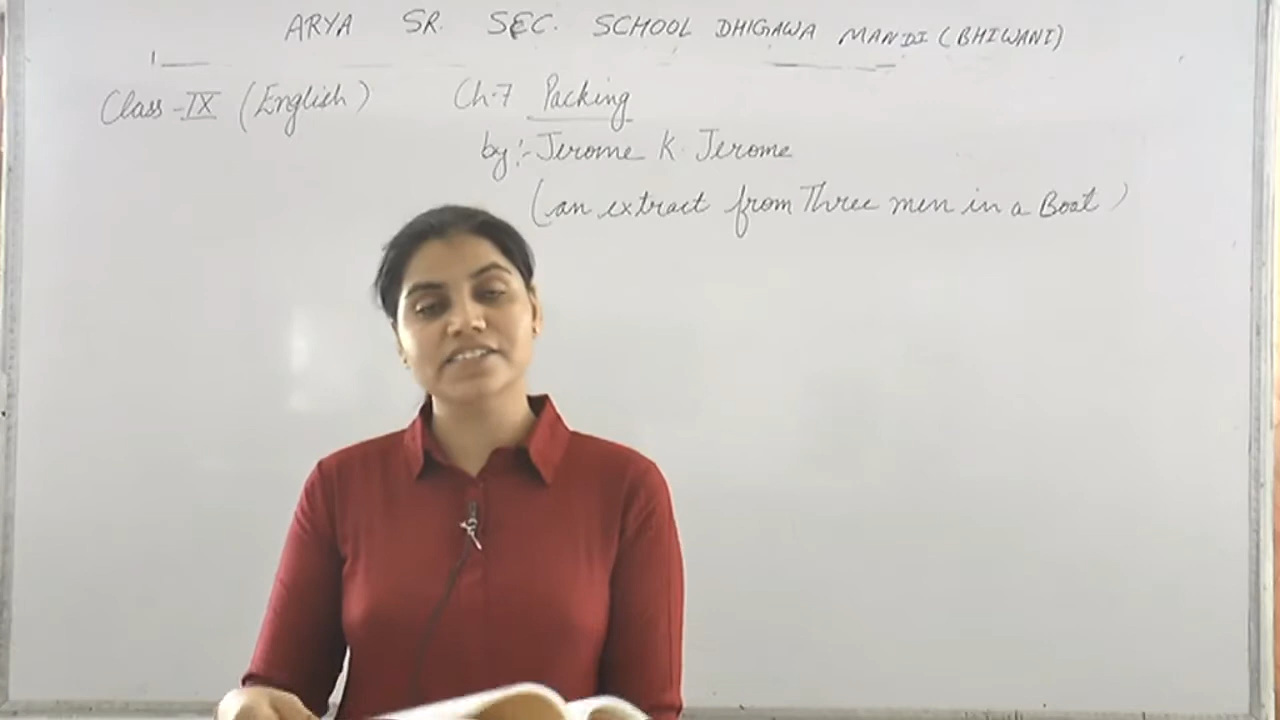 ARYA SR. SEC. SCHOOL DHIGAWA MANDI (BHIWANI)
Class-IX (English) Ch-7 Packing
by:- Jerome K. Jerome
(an extract from Three men in a Boat)